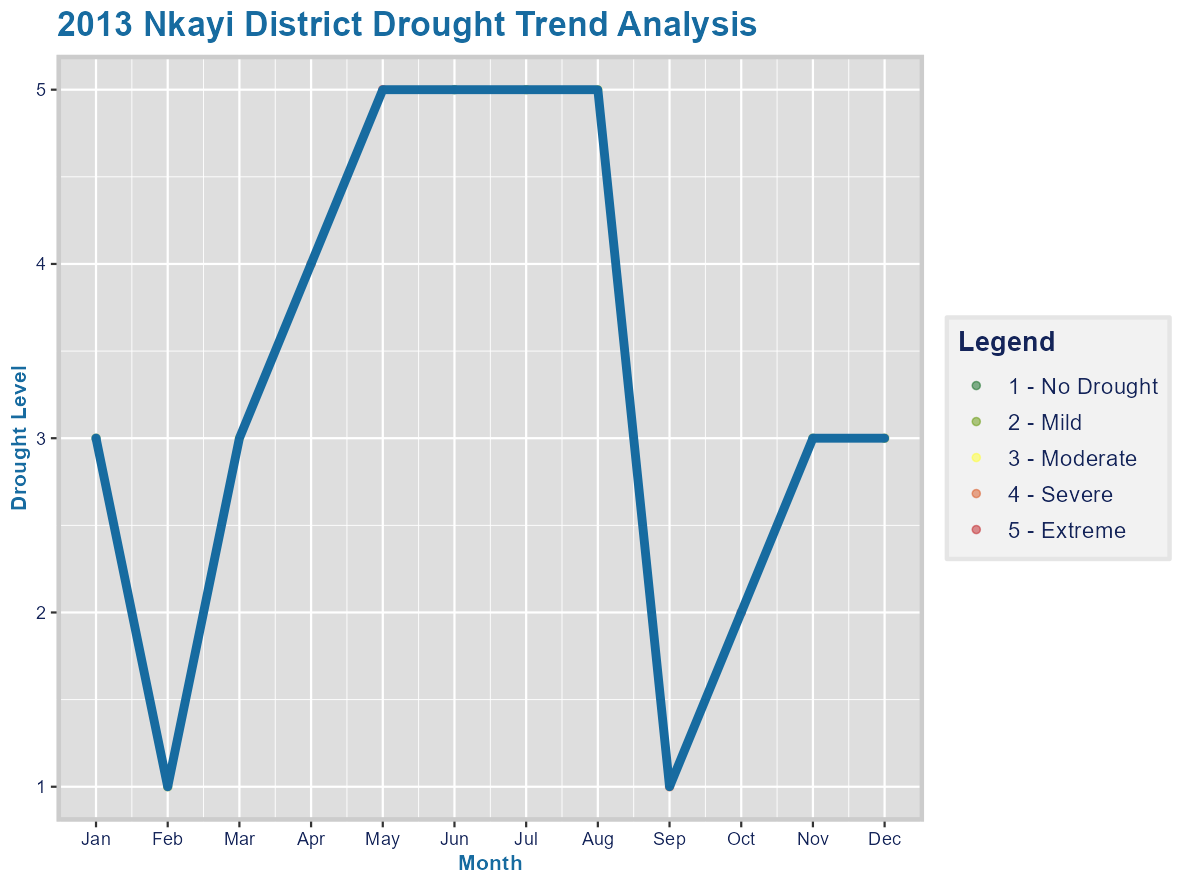 2013 Nkayi District Drought Trend Analysis
5
4
3
2
1
Drought Level
Jan Feb Mar Apr May Jun Jul Aug Sep Oct Nov Dec
Month
Legend
1 - No Drought
2 - Mild
3 - Moderate
4 - Severe
5 - Extreme